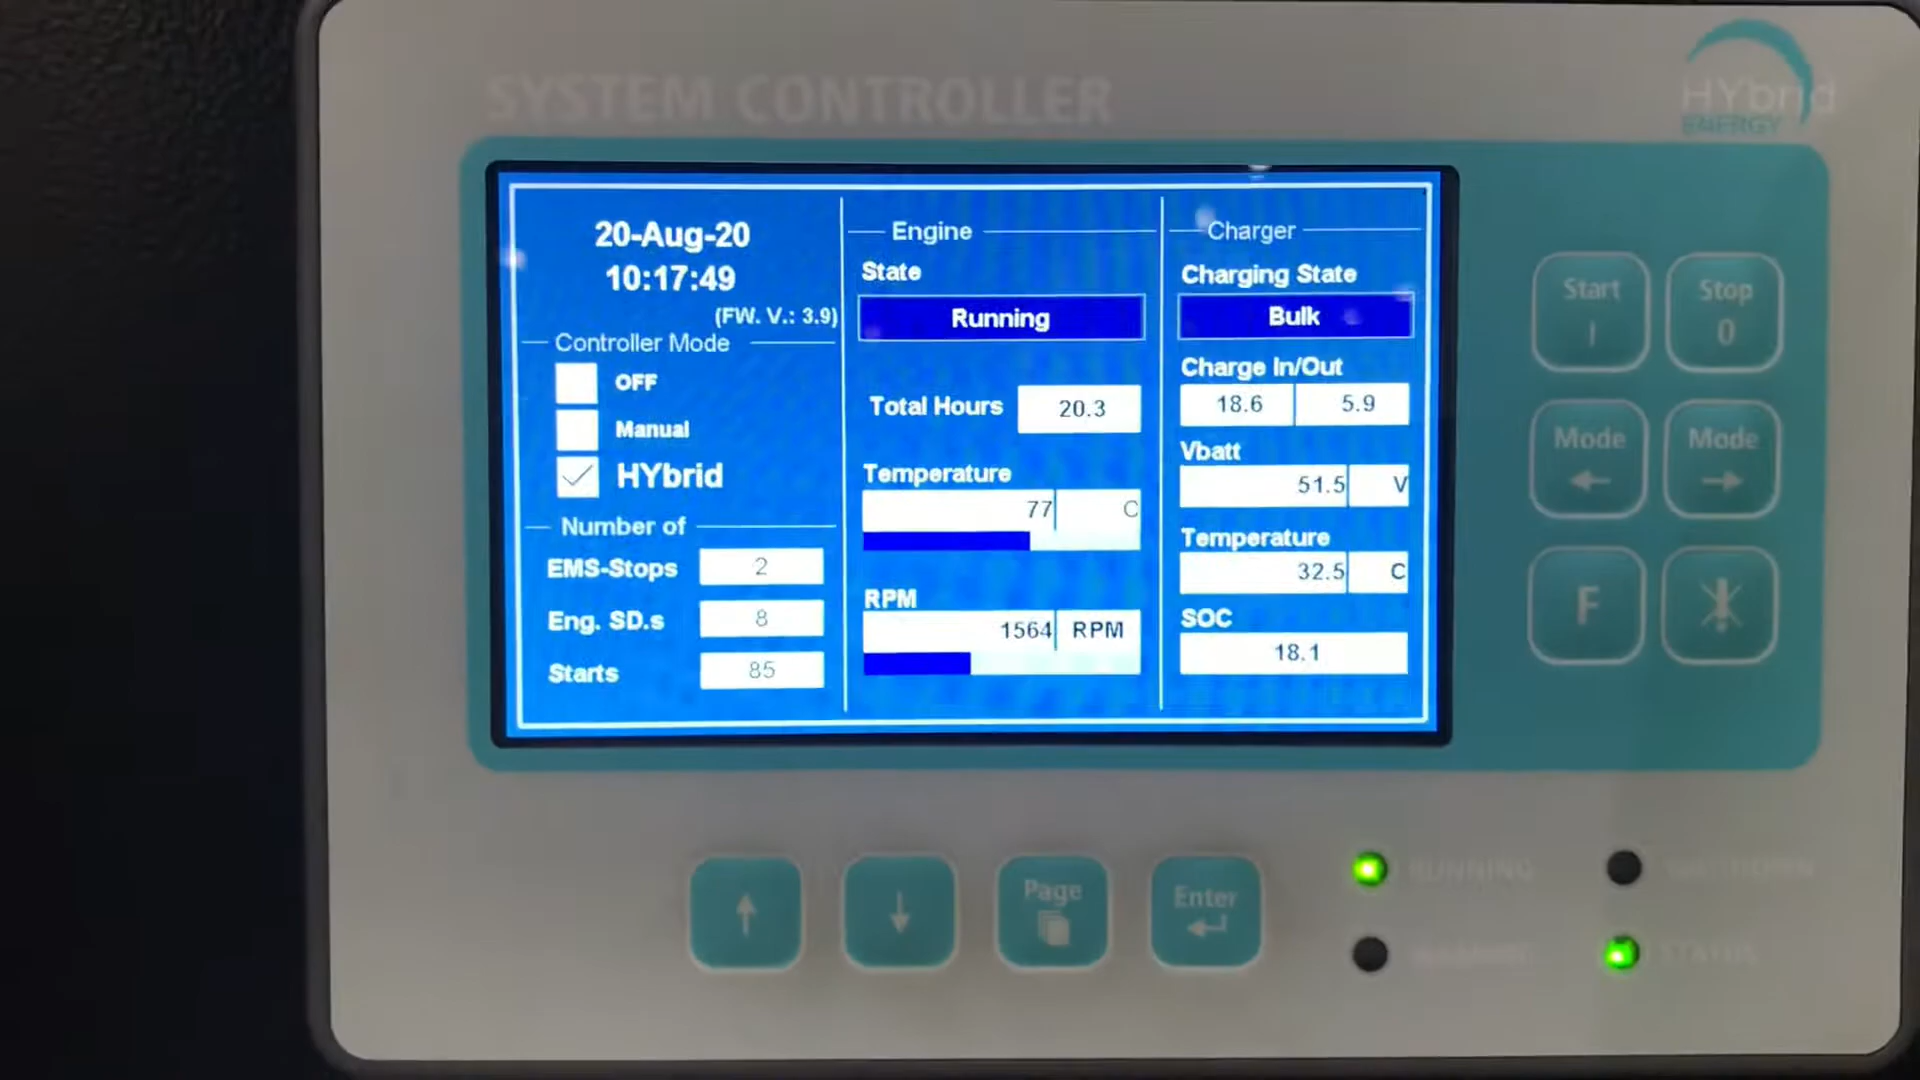 SYSTEM CONTROLLER
HYbrid
ENERGY
20-Aug-20
10:17:49
(FW. V.: 3.9)
Controller Mode
OFF
Manual
HYbrid
Number of
EMS-Stops 2
Eng. SD.s 8
Starts 85
Engine
State
Running
Total Hours 20.3
Temperature
77 C
RPM
1564 RPM
Charger
Charging State
Bulk
Charge In/Out
18.6 5.9
Vbatt
51.5 V
Temperature
32.5 C
SOC
18.1
Start Stop
I 0
Mode Mode
← →
F
↑ ↓ Page Enter
RUNNING
STATUS